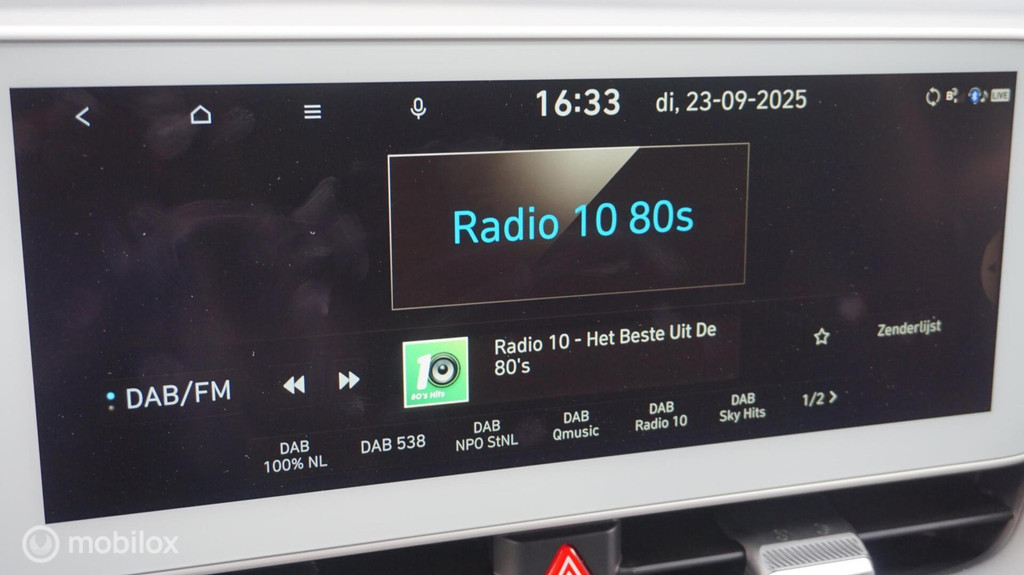 16:33 di, 23-09-2025
LIVE
Radio 10 80s
10
80's Hits
Radio 10 - Het Beste Uit De
80's
Zenderlijst
DAB/FM
DAB
100% NL
DAB 538
DAB
NPO StNL
DAB
Qmusic
DAB
Radio 10
DAB
Sky Hits
1/2
mobilox